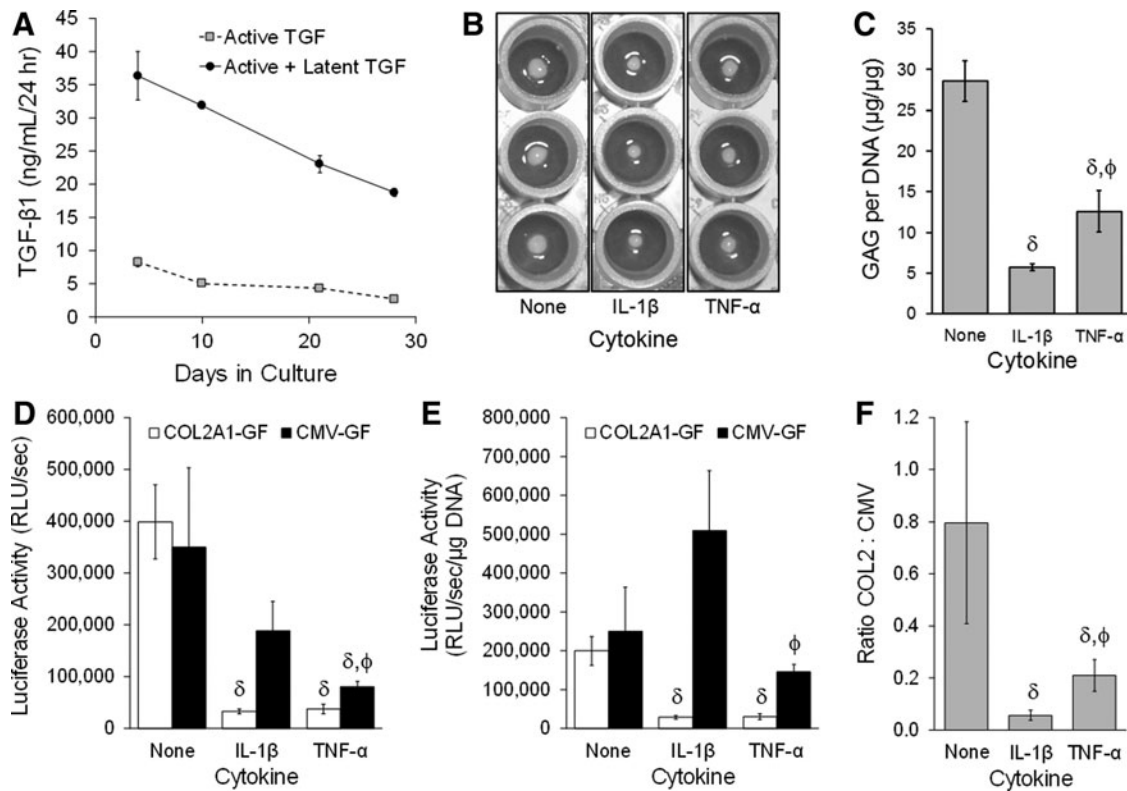 A
Active TGF
Active + Latent TGF
TGF-β1 (ng/mL/24 hr)
45
40
35
30
25
20
15
10
5
0
0 10 20 30
Days in Culture
B
None IL-1β TNF-α
Cytokine
C
GAG per DNA (µg/µg)
35
30
25
20
15
10
5
0
δ
δ,ϕ
None IL-1β TNF-α
Cytokine
D
COL2A1-GF CMV-GF
Luciferase Activity (RLU/sec)
600,000
500,000
400,000
300,000
200,000
100,000
0
δ
δ
δ,ϕ
None IL-1β TNF-α
Cytokine
E
COL2A1-GF CMV-GF
Luciferase Activity
(RLU/sec/µg DNA)
800,000
700,000
600,000
500,000
400,000
300,000
200,000
100,000
0
δ
δ
ϕ
None IL-1β TNF-α
Cytokine
F
Ratio COL2 : CMV
1.2
1.0
0.8
0.6
0.4
0.2
0.0
δ
δ,ϕ
None IL-1β TNF-α
Cytokine